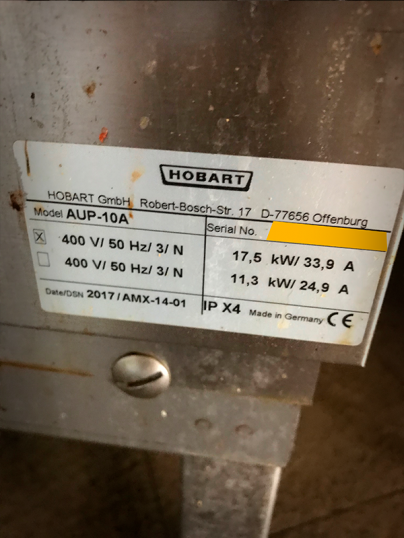 HOBART
HOBART GmbH Robert-Bosch-Str. 17 D-77656 Offenburg
Model AUP-10A Serial No.
400 V/ 50 Hz/ 3/ N 17,5 kW/ 33,9 A
400 V/ 50 Hz/ 3/ N 11,3 kW/ 24,9 A
Date/DSN 2017/AMX-14-01 IP X4 Made in Germany CE